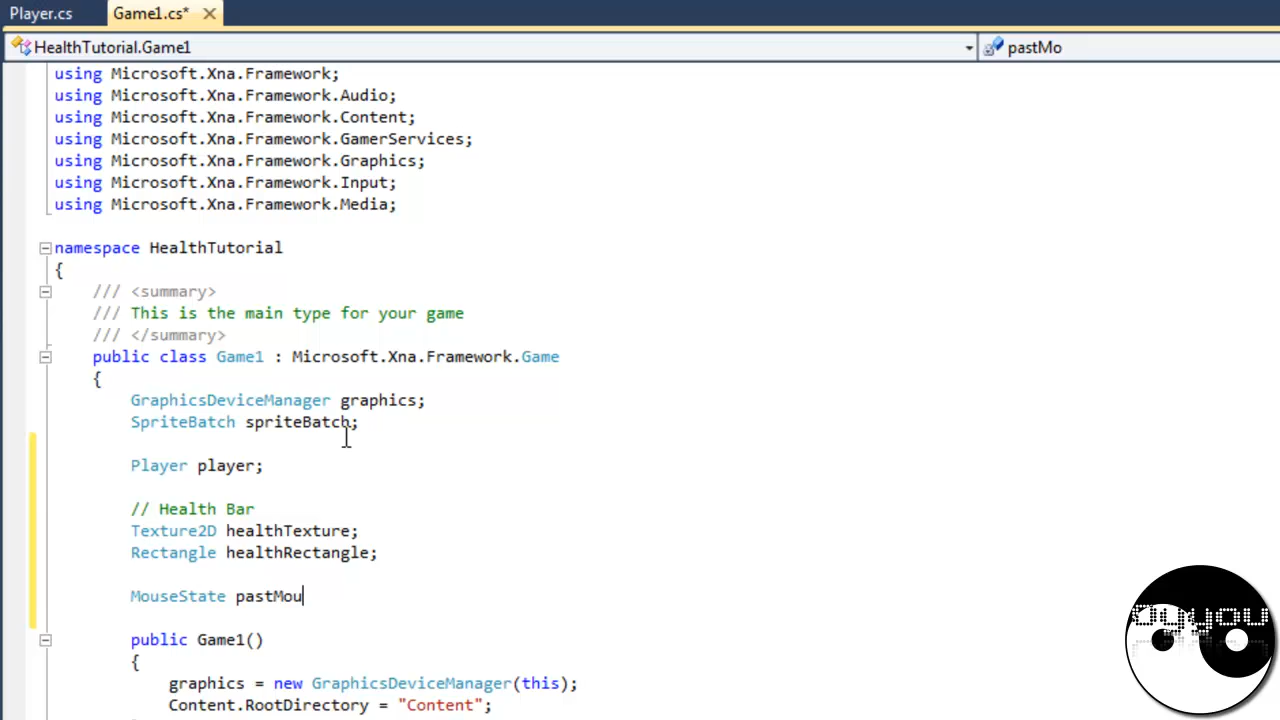 Player.cs
Game1.cs*
HealthTutorial.Game1
pastMo
using Microsoft.Xna.Framework;
using Microsoft.Xna.Framework.Audio;
using Microsoft.Xna.Framework.Content;
using Microsoft.Xna.Framework.GamerServices;
using Microsoft.Xna.Framework.Graphics;
using Microsoft.Xna.Framework.Input;
using Microsoft.Xna.Framework.Media;
namespace HealthTutorial
{
/// <summary>
/// This is the main type for your game
/// </summary>
public class Game1 : Microsoft.Xna.Framework.Game
{
GraphicsDeviceManager graphics;
SpriteBatch spriteBatch;
Player player;
// Health Bar
Texture2D healthTexture;
Rectangle healthRectangle;
MouseState pastMou
public Game1()
{
graphics = new GraphicsDeviceManager(this);
Content.RootDirectory = "Content";